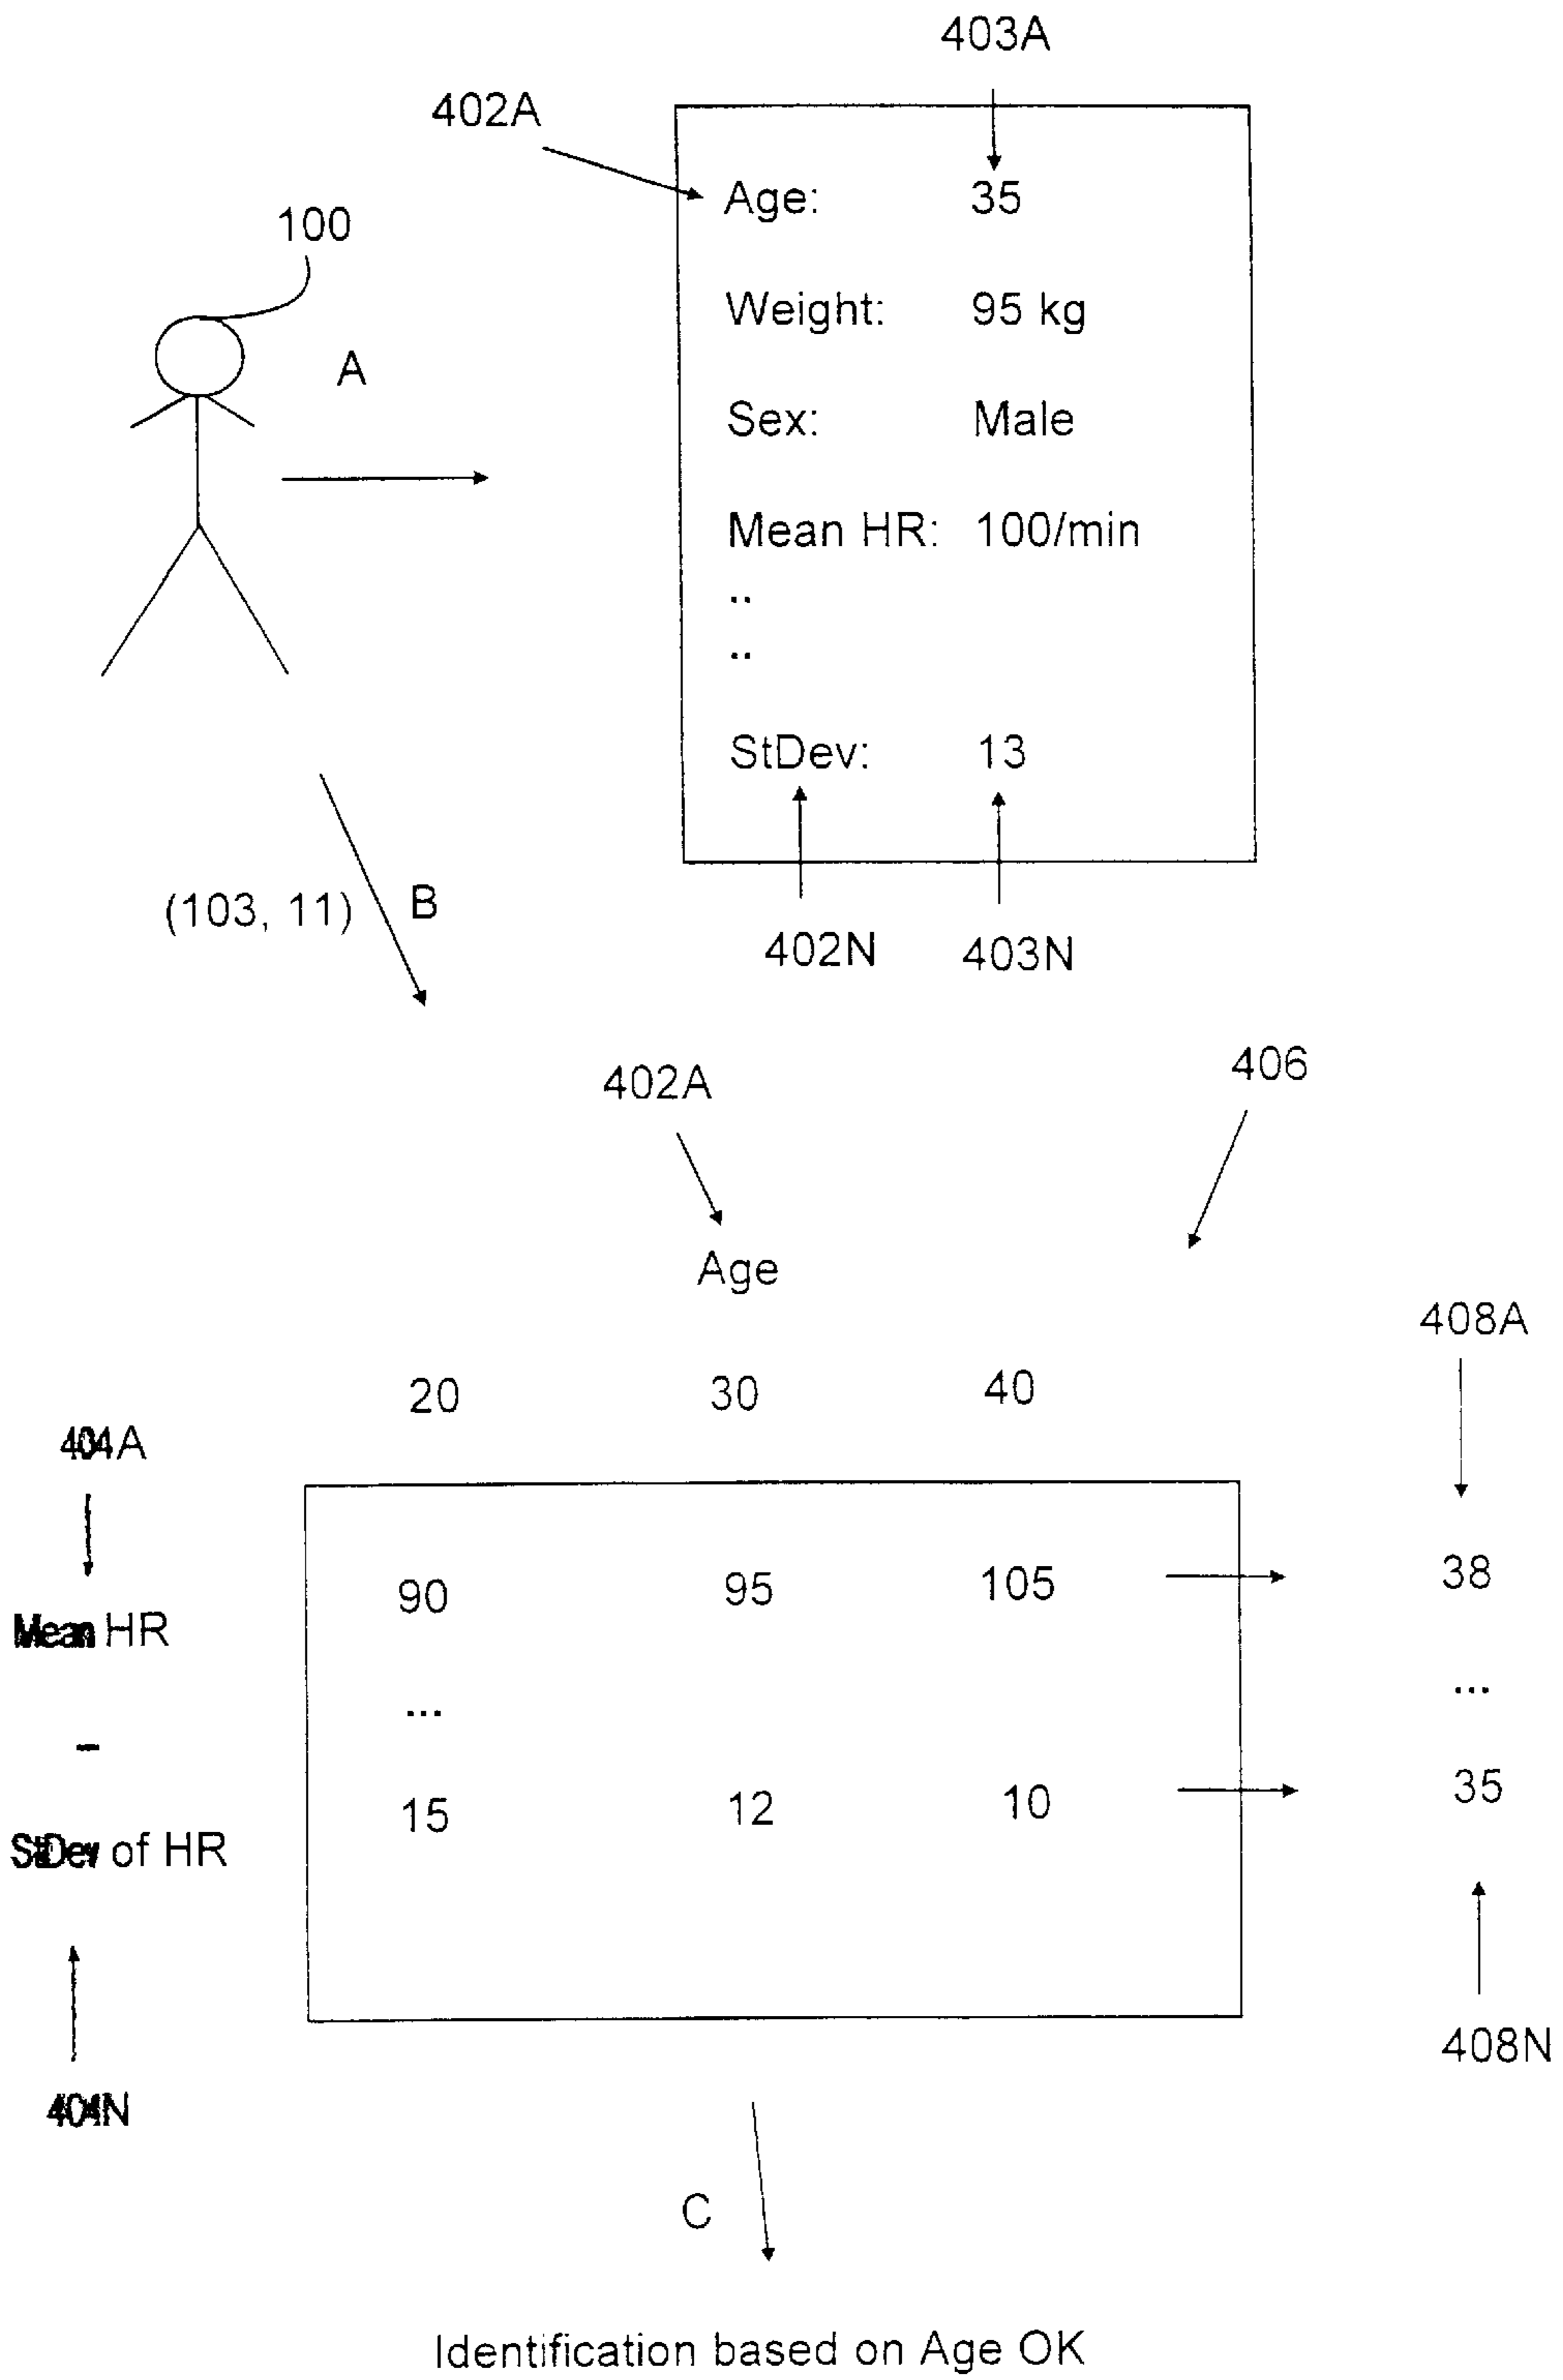 403A
402A
Age: 35
100
Weight: 95 kg
A
Sex: Male
Mean HR: 100/min
..
..
StDev: 13
(103, 11) B
402N 403N
402A 406
Age
408A
20 30 40
404A
90 95 105 38
Mean HR
... ...
15 12 10 35
StDev of HR
408N
404N
C
Identification based on Age OK